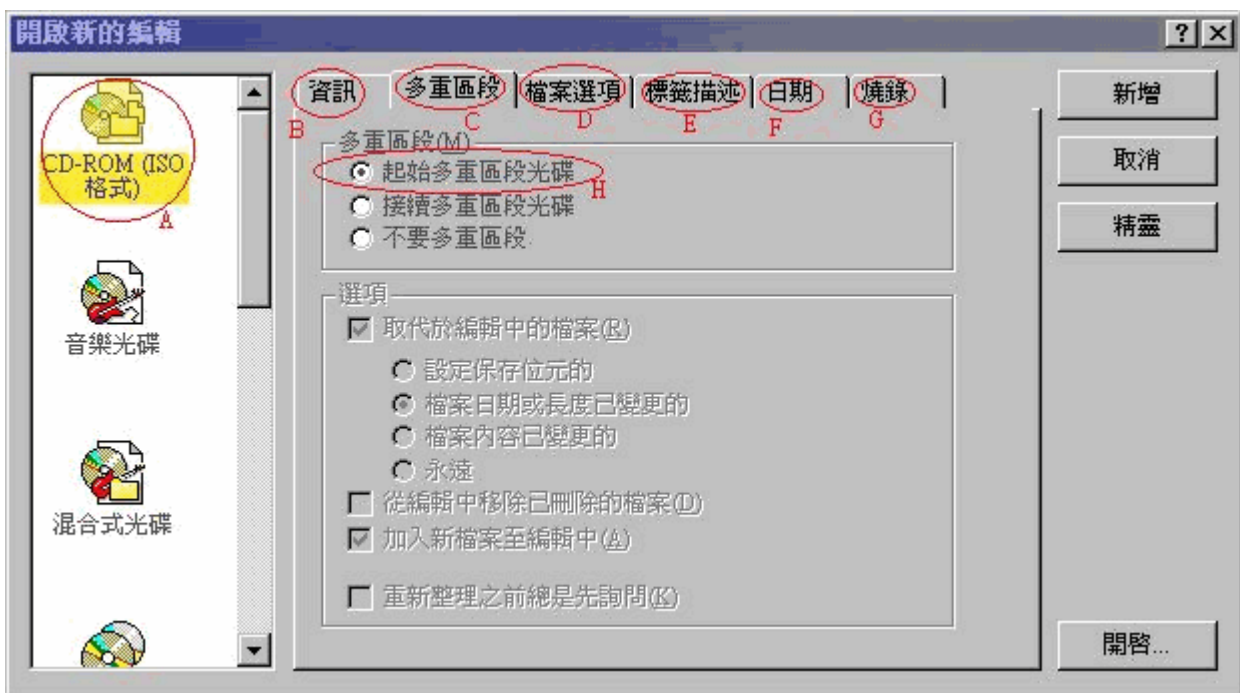 開啟新的編輯
CD-ROM (ISO
格式)
A
音樂光碟
混合式光碟
資訊 多重區段 檔案選項 標籤描述 日期 燒錄
B C D E F G
多重區段(M)
起始多重區段光碟 H
接續多重區段光碟
不要多重區段
選項
取代於編輯中的檔案(R)
設定保存位元的
檔案日期或長度已變更的
檔案內容已變更的
永遠
從編輯中移除已刪除的檔案(D)
加入新檔案至編輯中(A)
重新整理之前總是先詢問(K)
新增
取消
精靈
開啓...